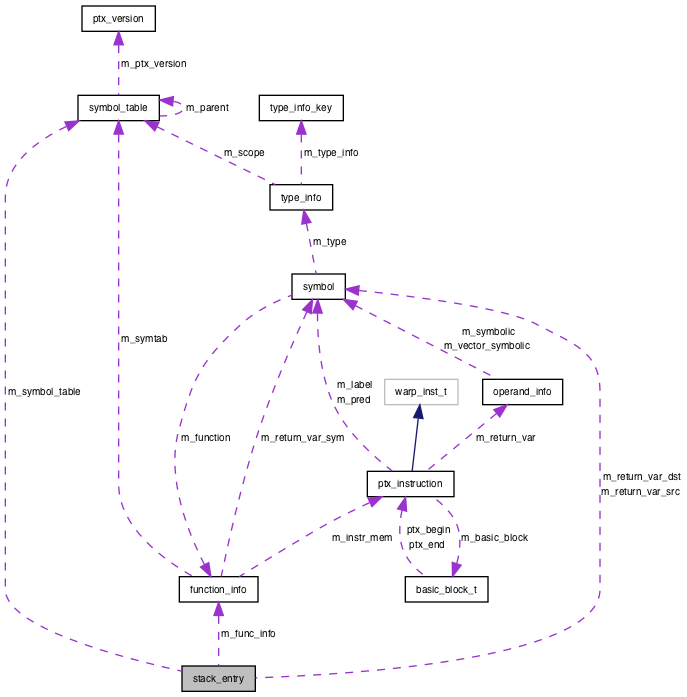 ptx_version
m_ptx_version
symbol_table
m_parent
type_info_key
m_scope
m_type_info
type_info
m_type
symbol
m_symtab
m_symbolic
m_vector_symbolic
m_symbol_table
m_label
m_pred
warp_inst_t
operand_info
m_function
m_return_var_sym
m_return_var
ptx_instruction
m_return_var_dst
m_return_var_src
m_instr_mem
ptx_begin
ptx_end
m_basic_block
function_info
basic_block_t
m_func_info
stack_entry